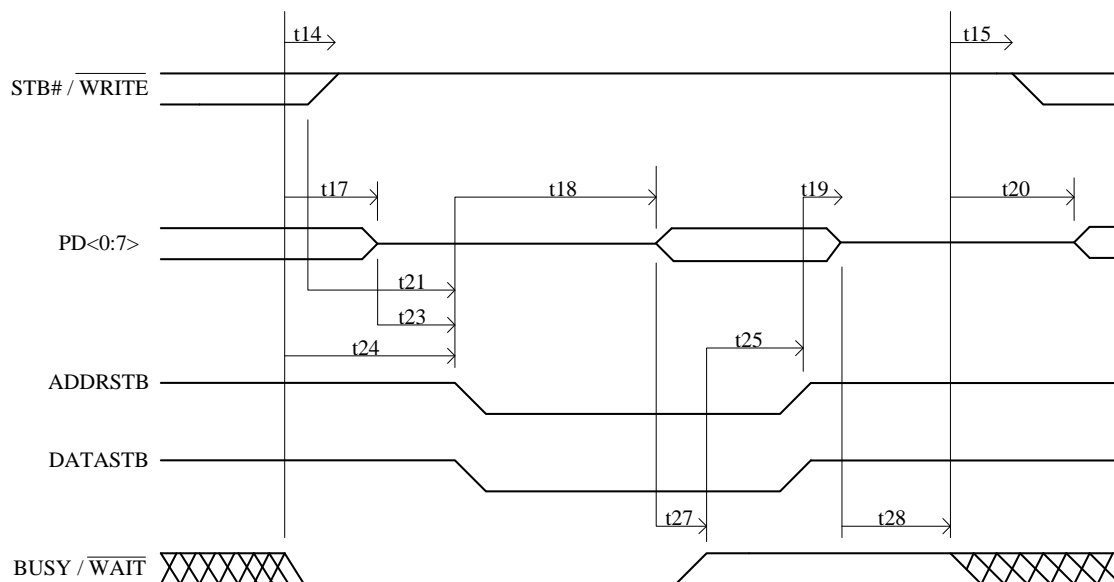 t14
t15
STB# / WRITE
t17
t18
t19
t20
PD<0:7>
t21
t23
t24
t25
ADDRSTB
DATASTB
t27
t28
BUSY / WAIT